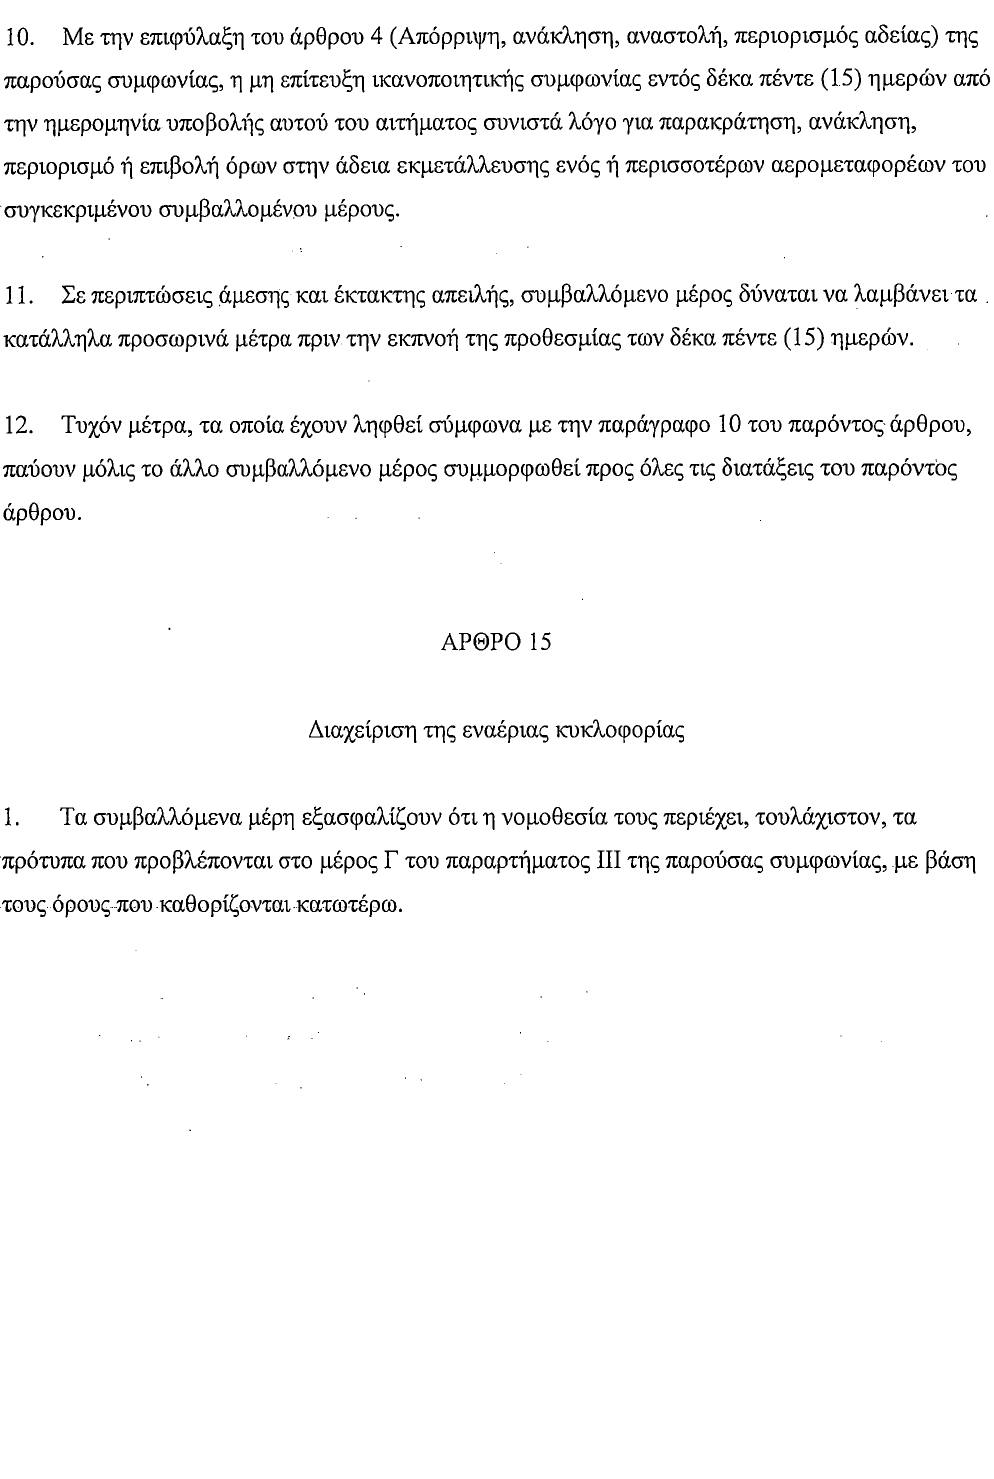 10. Με την επιφύλαξη του άρθρου 4 (Απόρριψη, ανάκληση, αναστολή, περιορισμός αδείας) της
παρούσας συμφωνίας, η μη επίτευξη ικανοποιητικής συμφωνίας εντός δέκα πέντε (15) ημερών από
την ημερομηνία υποβολής αυτού του αιτήματος συνιστά λόγο για παρακράτηση, ανάκληση,
περιορισμό ή επιβολή όρων στην άδεια εκμετάλλευσης ενός ή περισσοτέρων αερομεταφορέων του
συγκεκριμένου συμβαλλομένου μέρους.
11. Σε περιπτώσεις άμεσης και έκτακτης απειλής, συμβαλλόμενο μέρος δύναται να λαμβάνει τα
κατάλληλα προσωρινά μέτρα πριν την εκπνοή της προθεσμίας των δέκα πέντε (15) ημερών.
12. Τυχόν μέτρα, τα οποία έχουν ληφθεί σύμφωνα με την παράγραφο 10 του παρόντος άρθρου,
παύουν μόλις το άλλο συμβαλλόμενο μέρος συμμορφωθεί προς όλες τις διατάξεις του παρόντος
άρθρου.
ΑΡΘΡΟ 15
Διαχείριση της εναέριας κυκλοφορίας
1. Τα συμβαλλόμενα μέρη εξασφαλίζουν ότι η νομοθεσία τους περιέχει, τουλάχιστον, τα
πρότυπα που προβλέπονται στο μέρος Γ του παραρτήματος ΙΙΙ της παρούσας συμφωνίας, με βάση
τους όρους που καθορίζονται κατωτέρω.